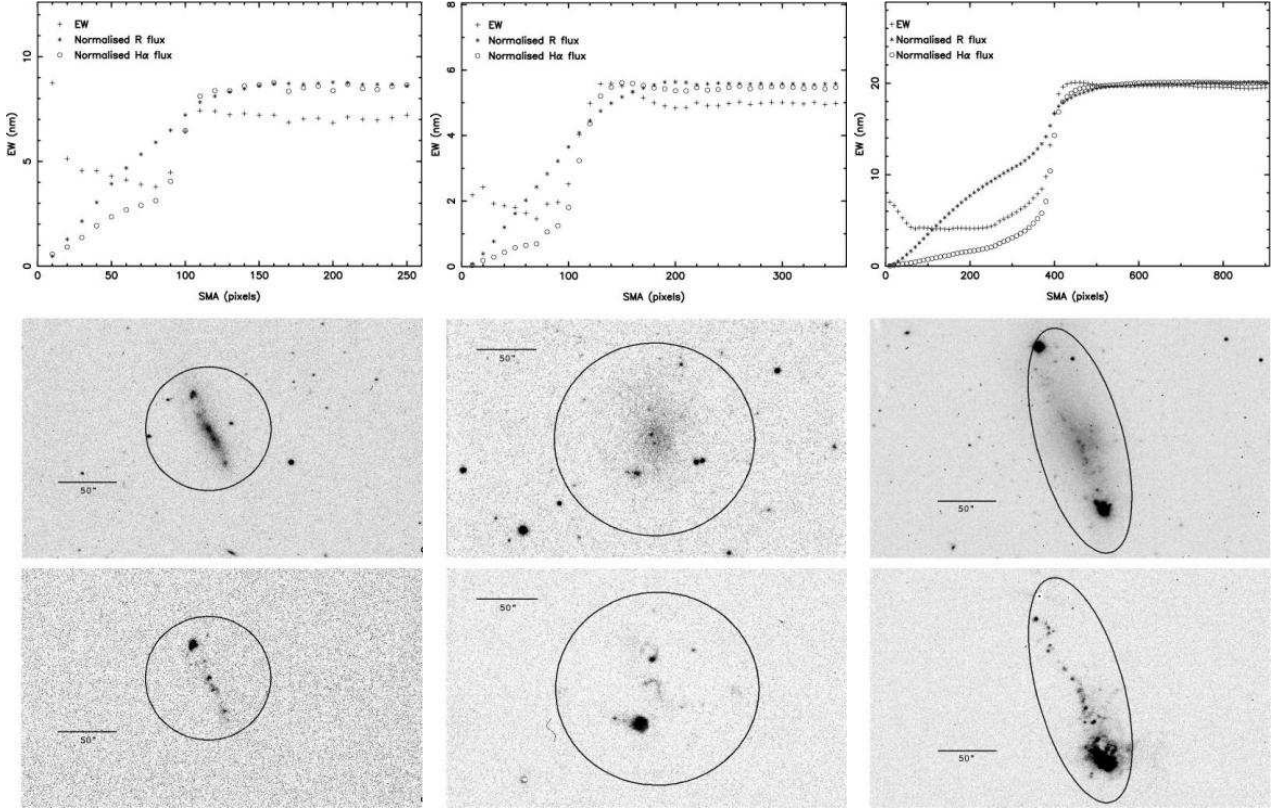 EW
Normalised R flux
Normalised Hα flux
EW (nm)
10
5
0
0 50 100 150 200 250
SMA (pixels)
EW
Normalised R flux
Normalised Hα flux
EW (nm)
6
4
2
0
0 100 200 300
SMA (pixels)
EW
Normalised R flux
Normalised Hα flux
EW (nm)
20
10
0
0 200 400 600 800
SMA (pixels)
50"
50"
50"
50"
50"
50"